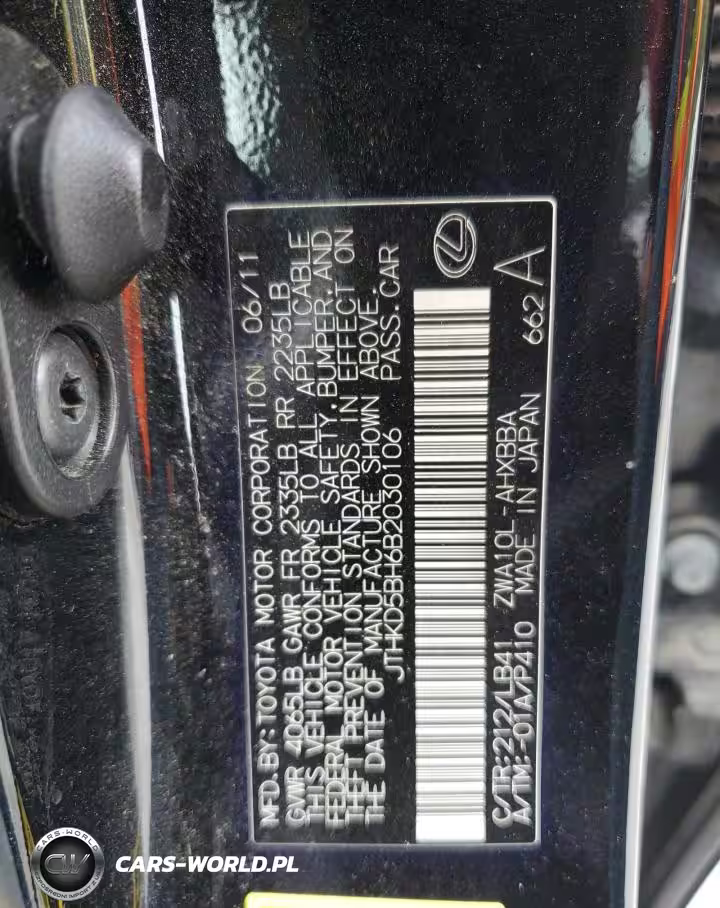 MFD.BY:TOYOTA MOTOR CORPORATION 06/11
GVWR 4065LB GAWR FR 2335LB RR 2235LB
THIS VEHICLE CONFORMS TO ALL APPLICABLE
FEDERAL MOTOR VEHICLE SAFETY,BUMPER,AND
THEFT PREVENTION STANDARDS IN EFFECT ON
THE DATE OF MANUFACTURE SHOWN ABOVE.
JTHKD5BH6B2030106 PASS.CAR
C/TR:212/LB41 ZWA10L-AHXBBA
A/TM:-01A/P410 MADE IN JAPAN 662 A
CARS-WORLD.PL